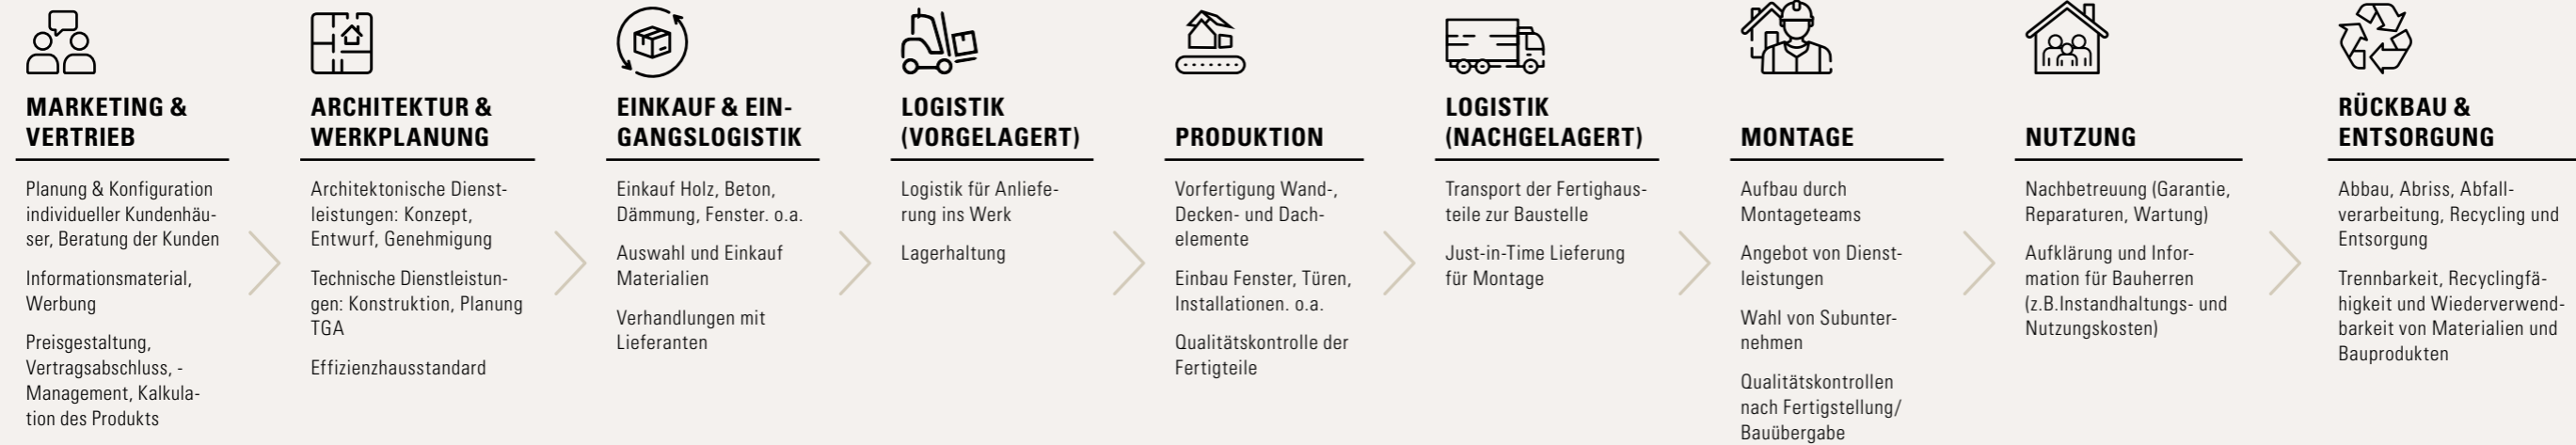 MARKETING &
VERTRIEB
Planung & Konfiguration
individueller Kundenhäu-
ser, Beratung der Kunden
Informationsmaterial,
Werbung
Preisgestaltung,
Vertragsabschluss, -
Management, Kalkula-
tion des Produkts
ARCHITEKTUR &
WERKPLANUNG
Architektonische Dienst-
leistungen: Konzept,
Entwurf, Genehmigung
Technische Dienstleistun-
gen: Konstruktion, Planung
TGA
Effizienzhausstandard
EINKAUF & EIN-
GANGSLOGISTIK
Einkauf Holz, Beton,
Dämmung, Fenster. o.a.
Auswahl und Einkauf
Materialien
Verhandlungen mit
Lieferanten
LOGISTIK
(VORGELAGERT)
Logistik für Anliefe-
rung ins Werk
Lagerhaltung
PRODUKTION
Vorfertigung Wand-,
Decken- und Dach-
elemente
Einbau Fenster, Türen,
Installationen. o.a.
Qualitätskontrolle der
Fertigteile
LOGISTIK
(NACHGELAGERT)
Transport der Fertighaus-
teile zur Baustelle
Just-in-Time Lieferung
für Montage
MONTAGE
Aufbau durch
Montageteams
Angebot von Dienst-
leistungen
Wahl von Subunter-
nehmen
Qualitätskontrollen
nach Fertigstellung/
Bauübergabe
NUTZUNG
Nachbetreuung (Garantie,
Reparaturen, Wartung)
Aufklärung und Infor-
mation für Bauherren
(z.B.Instandhaltungs- und
Nutzungskosten)
RÜCKBAU &
ENTSORGUNG
Abbau, Abriss, Abfall-
verarbeitung, Recycling und
Entsorgung
Trennbarkeit, Recyclingfä-
higkeit und Wiederverwend-
barkeit von Materialien und
Bauprodukten